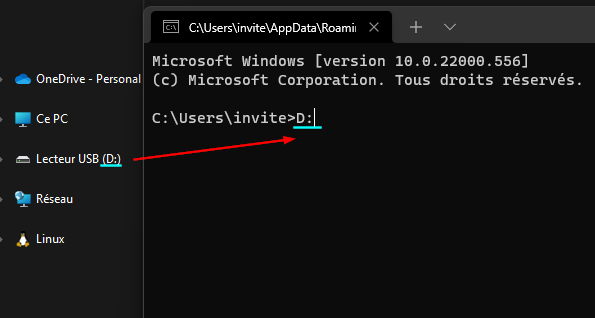 OneDrive - Personal
Ce PC
Lecteur USB (D:)
Réseau
Linux
C:\Users\invite\AppData\Roamin
Microsoft Windows [version 10.0.22000.556]
(c) Microsoft Corporation. Tous droits réservés.
C:\Users\invite>D: